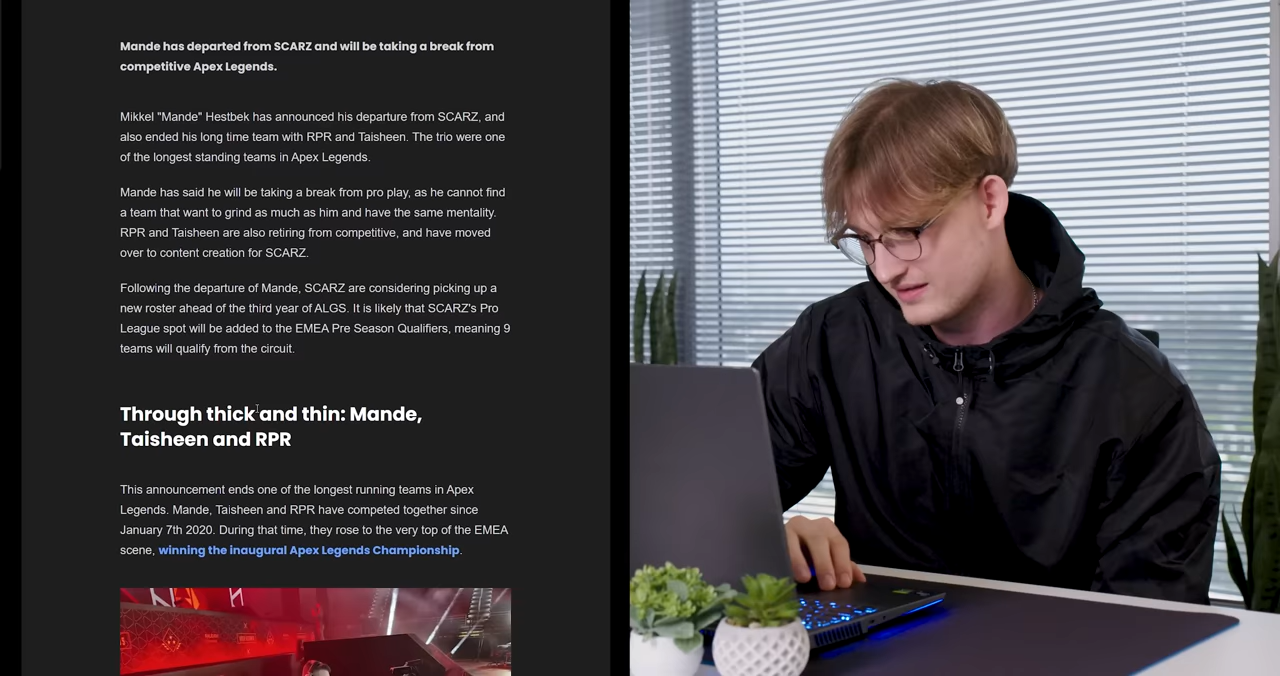 Mande has departed from SCARZ and will be taking a break from
competitive Apex Legends.
Mikkel "Mande" Hestbek has announced his departure from SCARZ, and
also ended his long time team with RPR and Taisheen. The trio were one
of the longest standing teams in Apex Legends.
Mande has said he will be taking a break from pro play, as he cannot find
a team that want to grind as much as him and have the same mentality.
RPR and Taisheen are also retiring from competitive, and have moved
over to content creation for SCARZ.
Following the departure of Mande, SCARZ are considering picking up a
new roster ahead of the third year of ALGS. It is likely that SCARZ's Pro
League spot will be added to the EMEA Pre Season Qualifiers, meaning 9
teams will qualify from the circuit.
Through thick and thin: Mande,
Taisheen and RPR
This announcement ends one of the longest running teams in Apex
Legends. Mande, Taisheen and RPR have competed together since
January 7th 2020. During that time, they rose to the very top of the EMEA
scene, winning the inaugural Apex Legends Championship.